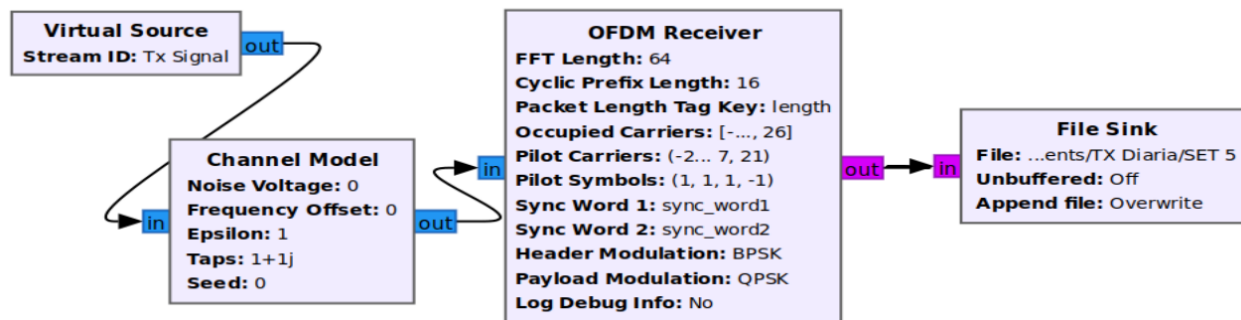 Virtual Source
Stream ID: Tx Signal
out
Channel Model
Noise Voltage: 0
Frequency Offset: 0
Epsilon: 1
Taps: 1+1j
Seed: 0
in
out
OFDM Receiver
FFT Length: 64
Cyclic Prefix Length: 16
Packet Length Tag Key: length
Occupied Carriers: [-..., 26]
Pilot Carriers: (-2... 7, 21)
Pilot Symbols: (1, 1, 1, -1)
Sync Word 1: sync_word1
Sync Word 2: sync_word2
Header Modulation: BPSK
Payload Modulation: QPSK
Log Debug Info: No
in
out
File Sink
File: ...ents/TX Diaria/SET 5
Unbuffered: Off
Append file: Overwrite
in